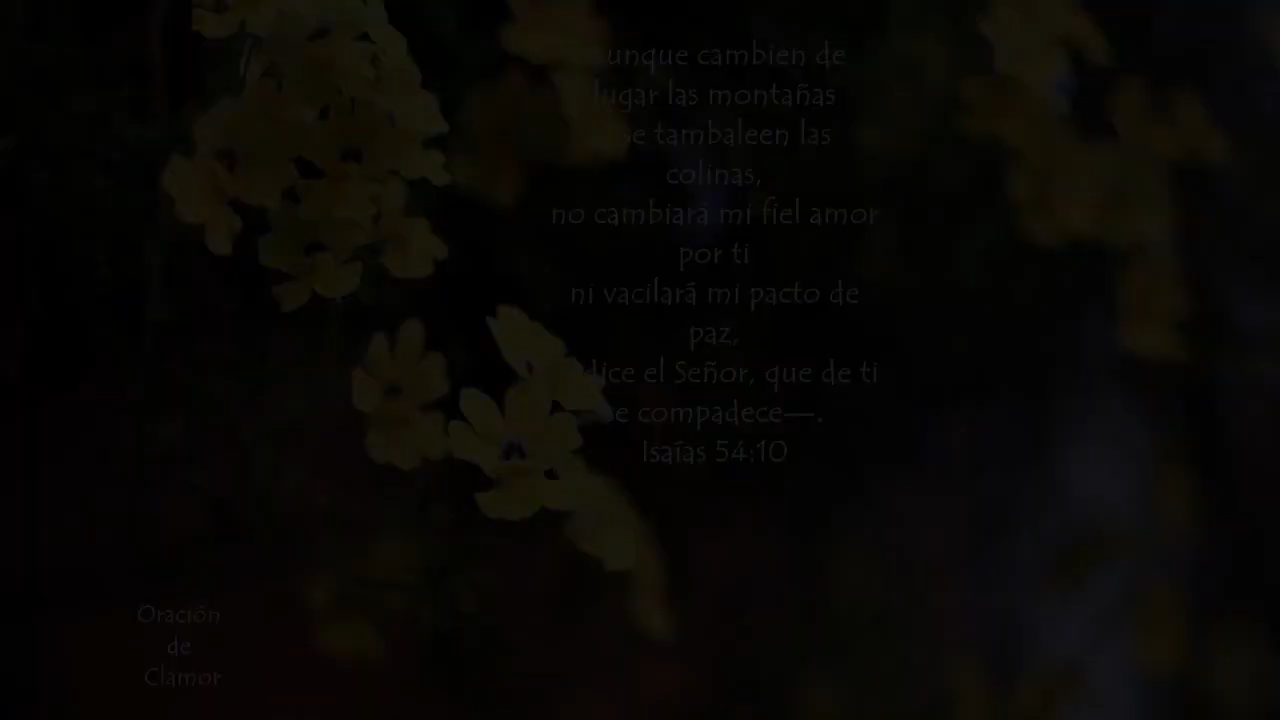 unque cambien de
lugar las montañas
se tambaleen las
colinas,
no cambiará mi fiel amor
por ti
ni vacilará mi pacto de
paz,
dice el Señor, que de ti
e compadece—.
Isaías 54:10
Oración
de
Clamor